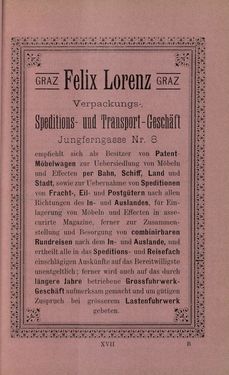 GRAZ Felix Lorenz GRAZ
Verpackungs-,
Speditions- und Transport-Geschäft
Jungferngasse Nr. 8
empfiehlt sich als Besitzer von Patent-
Möbelwagen zur Uebersiedlung von Möbeln
und Effecten per Bahn, Schiff, Land und
Stadt, sowie zur Uebernahme von Speditionen
von Fracht-, Eil- und Postgütern nach allen
Richtungen des In- und Auslandes, für Ein-
lagerung von Möbeln und Effecten in asse-
curirte Magazine, ferner zur Zusammen-
stellung und Besorgung von combinirbaren
Rundreisen nach dem In- und Auslande, und
ertheilt alle in das Speditions- und Reisefach
einschlägigen Auskünfte auf das Bereitwilligste
unentgeltlich; ferner wird auch auf das durch
längere Jahre betriebene Grossfuhrwerk-
Geschäft aufmerksam gemacht und um gütigen
Zuspruch bei grösserem Lastenfuhrwerk
gebeten.
XVII B